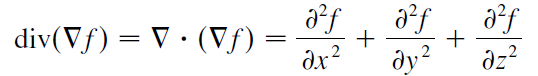 div(∇f) = ∇ · (∇f) = ∂²f/∂x² + ∂²f/∂y² + ∂²f/∂z²